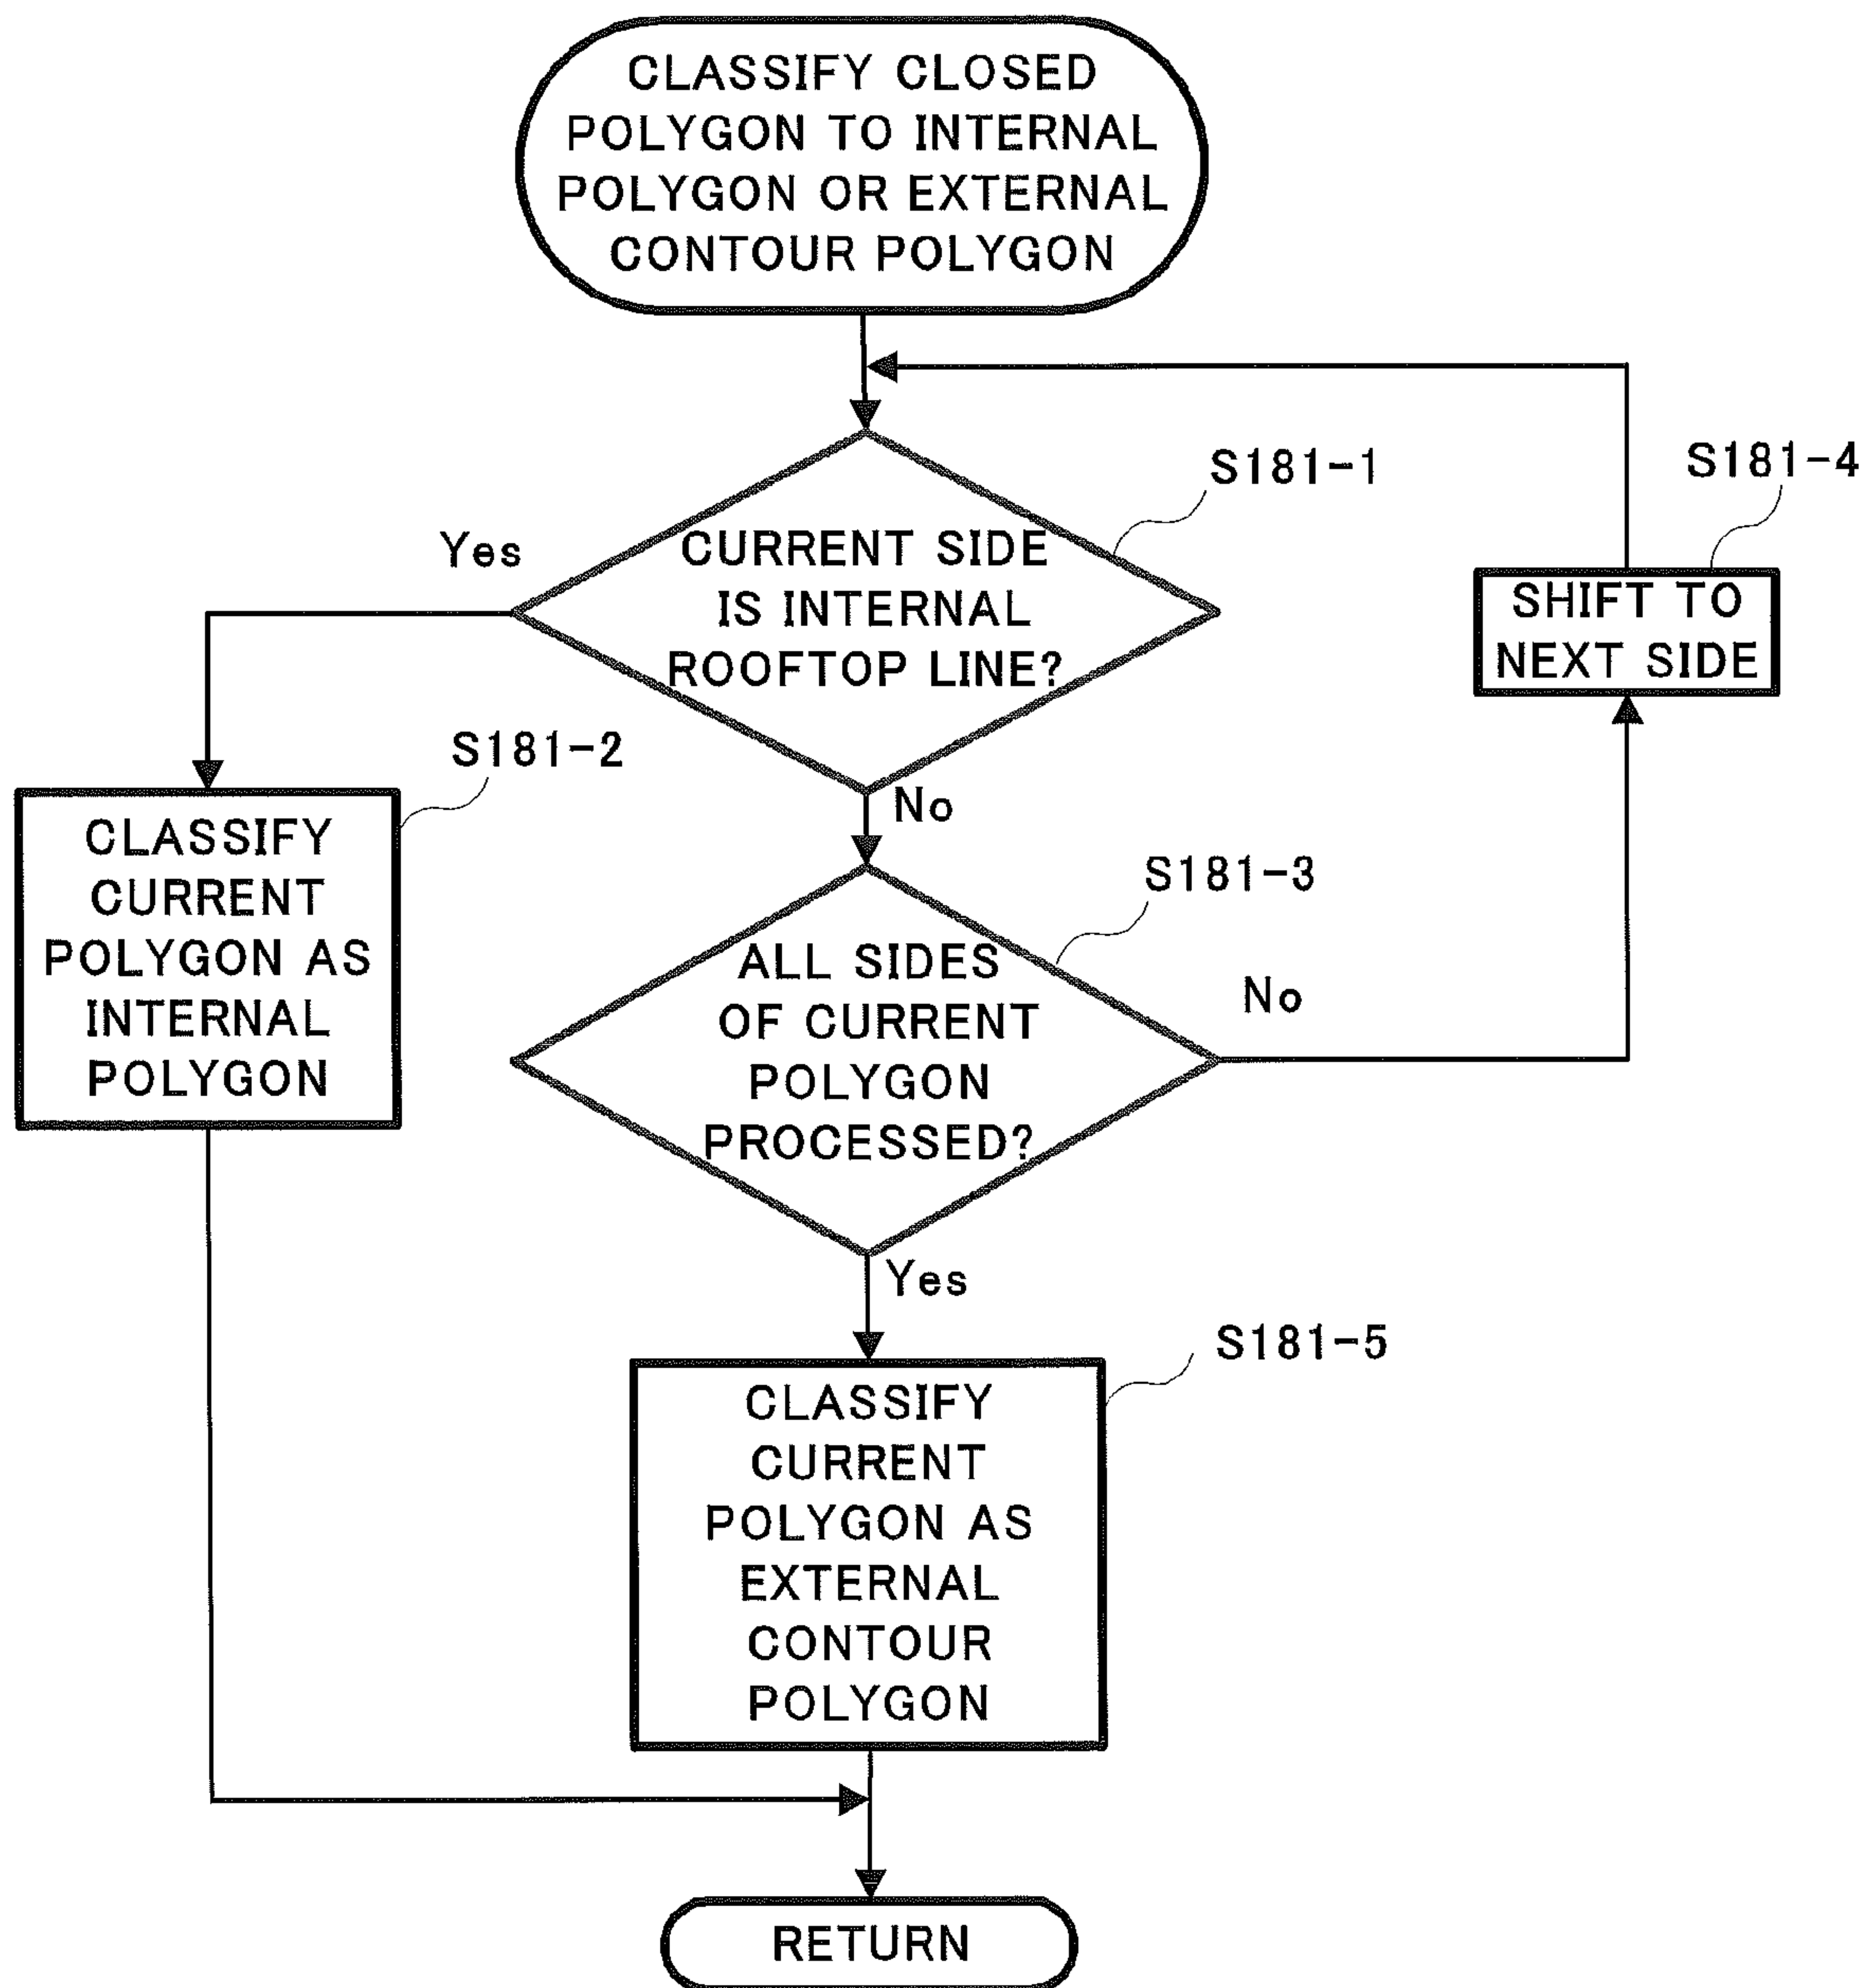 CLASSIFY CLOSED
POLYGON TO INTERNAL
POLYGON OR EXTERNAL
CONTOUR POLYGON
S181-1
S181-4
Yes
CURRENT SIDE
IS INTERNAL
ROOFTOP LINE?
SHIFT TO
NEXT SIDE
S181-2
No
CLASSIFY
CURRENT
POLYGON AS
INTERNAL
POLYGON
S181-3
ALL SIDES
OF CURRENT
POLYGON
PROCESSED?
No
Yes
S181-5
CLASSIFY
CURRENT
POLYGON AS
EXTERNAL
CONTOUR
POLYGON
RETURN